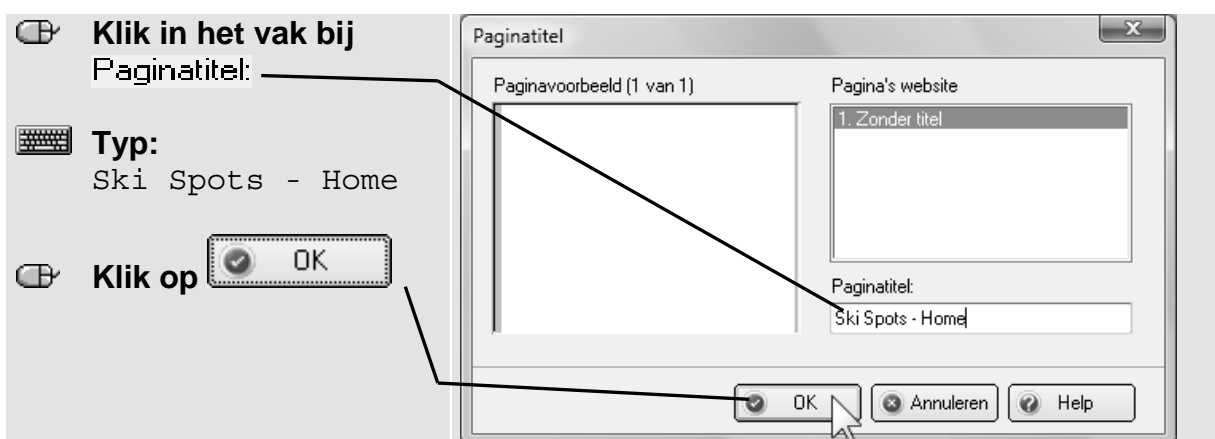 Klik in het vak bij
Paginatitel:
Typ:
Ski Spots - Home
Klik op OK
Paginatitel
Paginavoorbeeld (1 van 1)
Pagina's website
1. Zonder titel
Paginatitel:
Ski Spots - Home
OK
Annuleren
Help